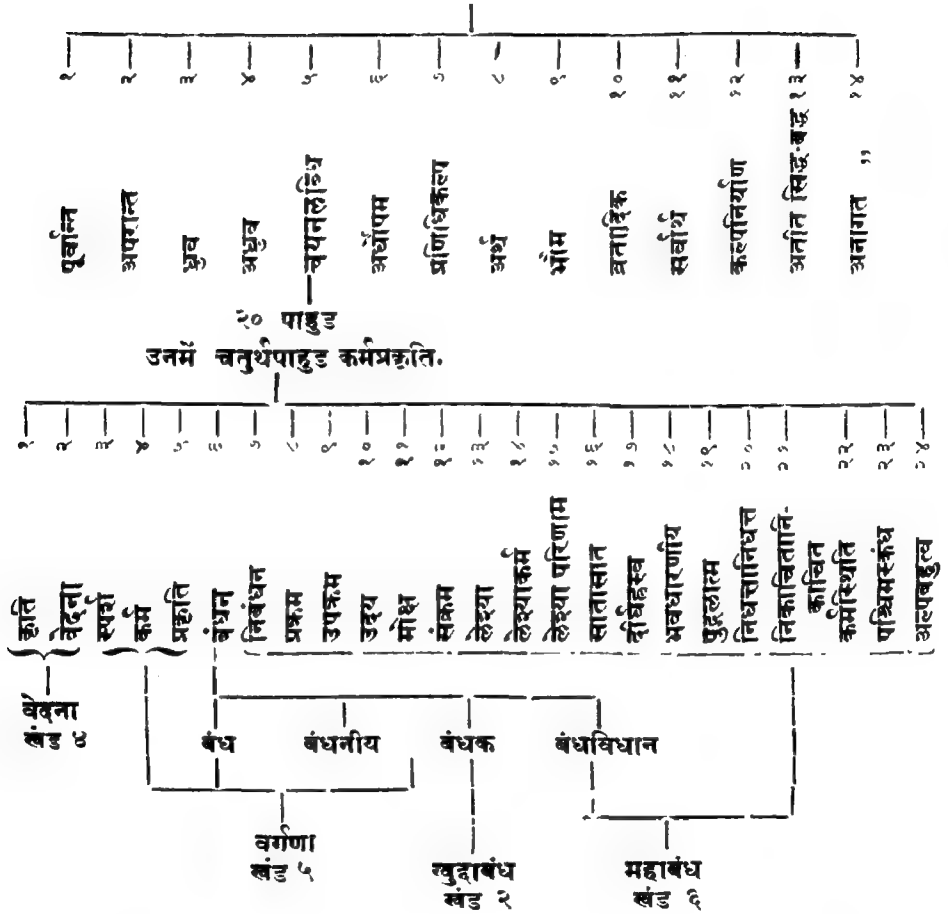 १ २ ३ ४ ५ ६ ७ ८ ९ १० ११ १२ १३ १४
पूर्वान्त
अपरान्त
ध्रुव
अध्रुव
चयनलब्धि
अर्धोपम
प्रणिधिकल्प
अर्थ
भौम
व्रतादिक
सर्वार्थ
कल्पनिर्याण
अतीत सिद्ध-बद्ध
अनागत ,,
२० पाहुड
उनमें चतुर्थपाहुड कर्मप्रकृति.
१ २ ३ ४ ५ ६ ७ ८ ९ १० ११ १२ १३ १४ १५ १६ १७ १८ १९ २० २१ २२ २३ २४
कृति
वेदना
स्पर्श
कर्म
प्रकृति
बंधन
निबंधन
प्रक्रम
उपक्रम
उदय
मोक्ष
संक्रम
लेश्या
लेश्याकर्म
लेश्या परिणाम
सातासात
दीर्घह्रस्व
भवधारणीय
पुद्गलात्म
निधत्तानिधत्त
निकाचितानि-
काचित
कर्मस्थिति
पश्चिमस्कंध
अल्पबहुत्व
वेदना
खंड ४
बंध बंधनीय बंधक बंधविधान
वर्गणा
खंड ५
खुद्दाबंध
खंड २
महाबंध
खंड ६